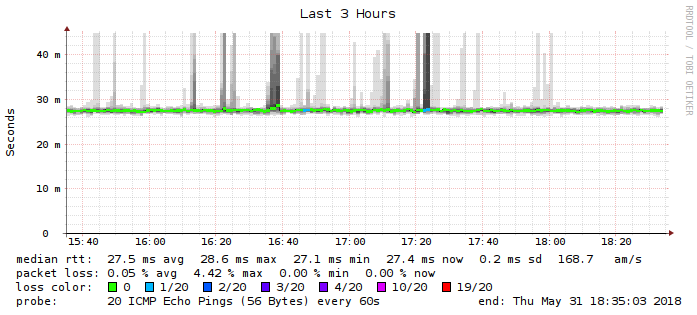 Last 3 Hours
RRDTOOL / TOBI OETIKER
Seconds
40 m
30 m
20 m
10 m
0
15:40 16:00 16:20 16:40 17:00 17:20 17:40 18:00 18:20
median rtt: 27.5 ms avg 28.6 ms max 27.1 ms min 27.4 ms now 0.2 ms sd 168.7 am/s
packet loss: 0.05 % avg 4.42 % max 0.00 % min 0.00 % now
loss color: 0 1/20 2/20 3/20 4/20 10/20 19/20
probe: 20 ICMP Echo Pings (56 Bytes) every 60s end: Thu May 31 18:35:03 2018